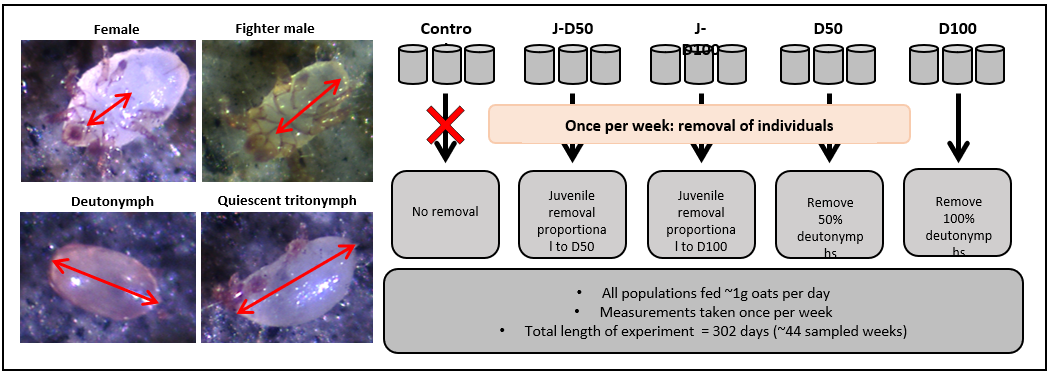 Female
Fighter male
Deutonymph
Quiescent tritonymph
Contro
l
J-D50
J-
D100
D50
D100
Once per week: removal of individuals
No removal
Juvenile
removal
proportiona
l to D50
Juvenile
removal
proportiona
l to D100
Remove
50%
deutonymp
hs
Remove
100%
deutonymp
hs
• All populations fed ~1g oats per day
• Measurements taken once per week
• Total length of experiment = 302 days (~44 sampled weeks)